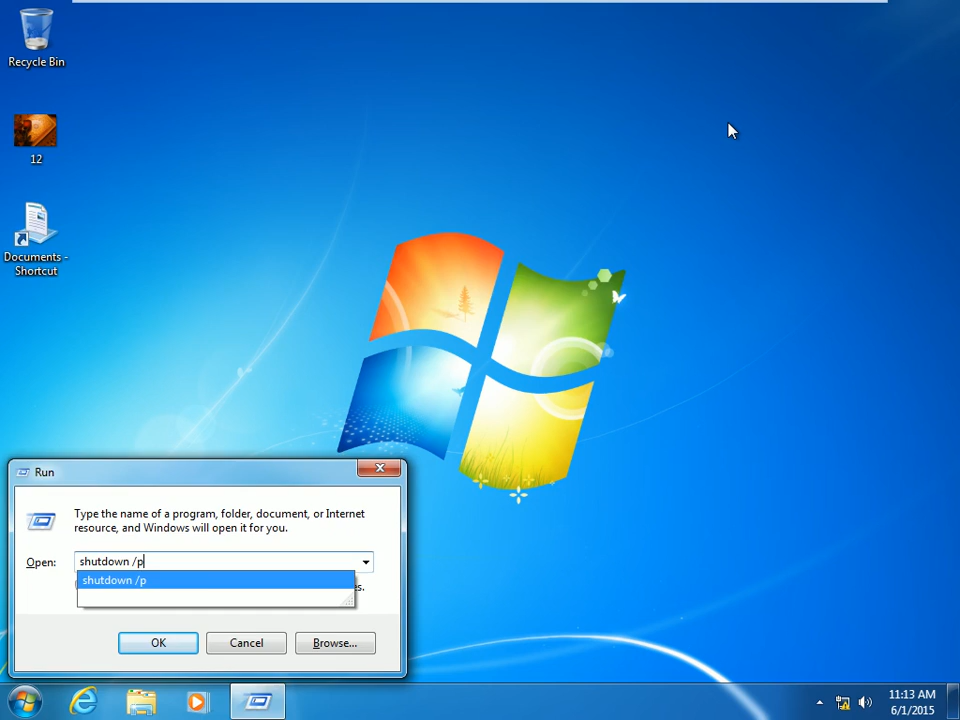 Recycle Bin
12
Documents -
Shortcut
Run
Type the name of a program, folder, document, or Internet
resource, and Windows will open it for you.
Open:
shutdown /p
shutdown /p
es.
OK
Cancel
Browse...
11:13 AM
6/1/2015